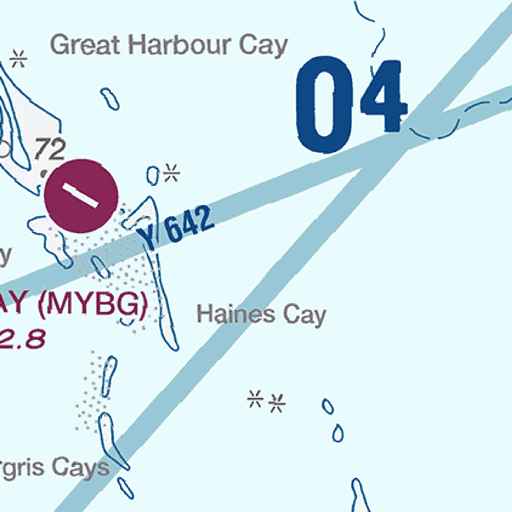 Great Harbour Cay
04
72
Y 642
y
AY (MYBG)
2.8
Haines Cay
rgris Cays